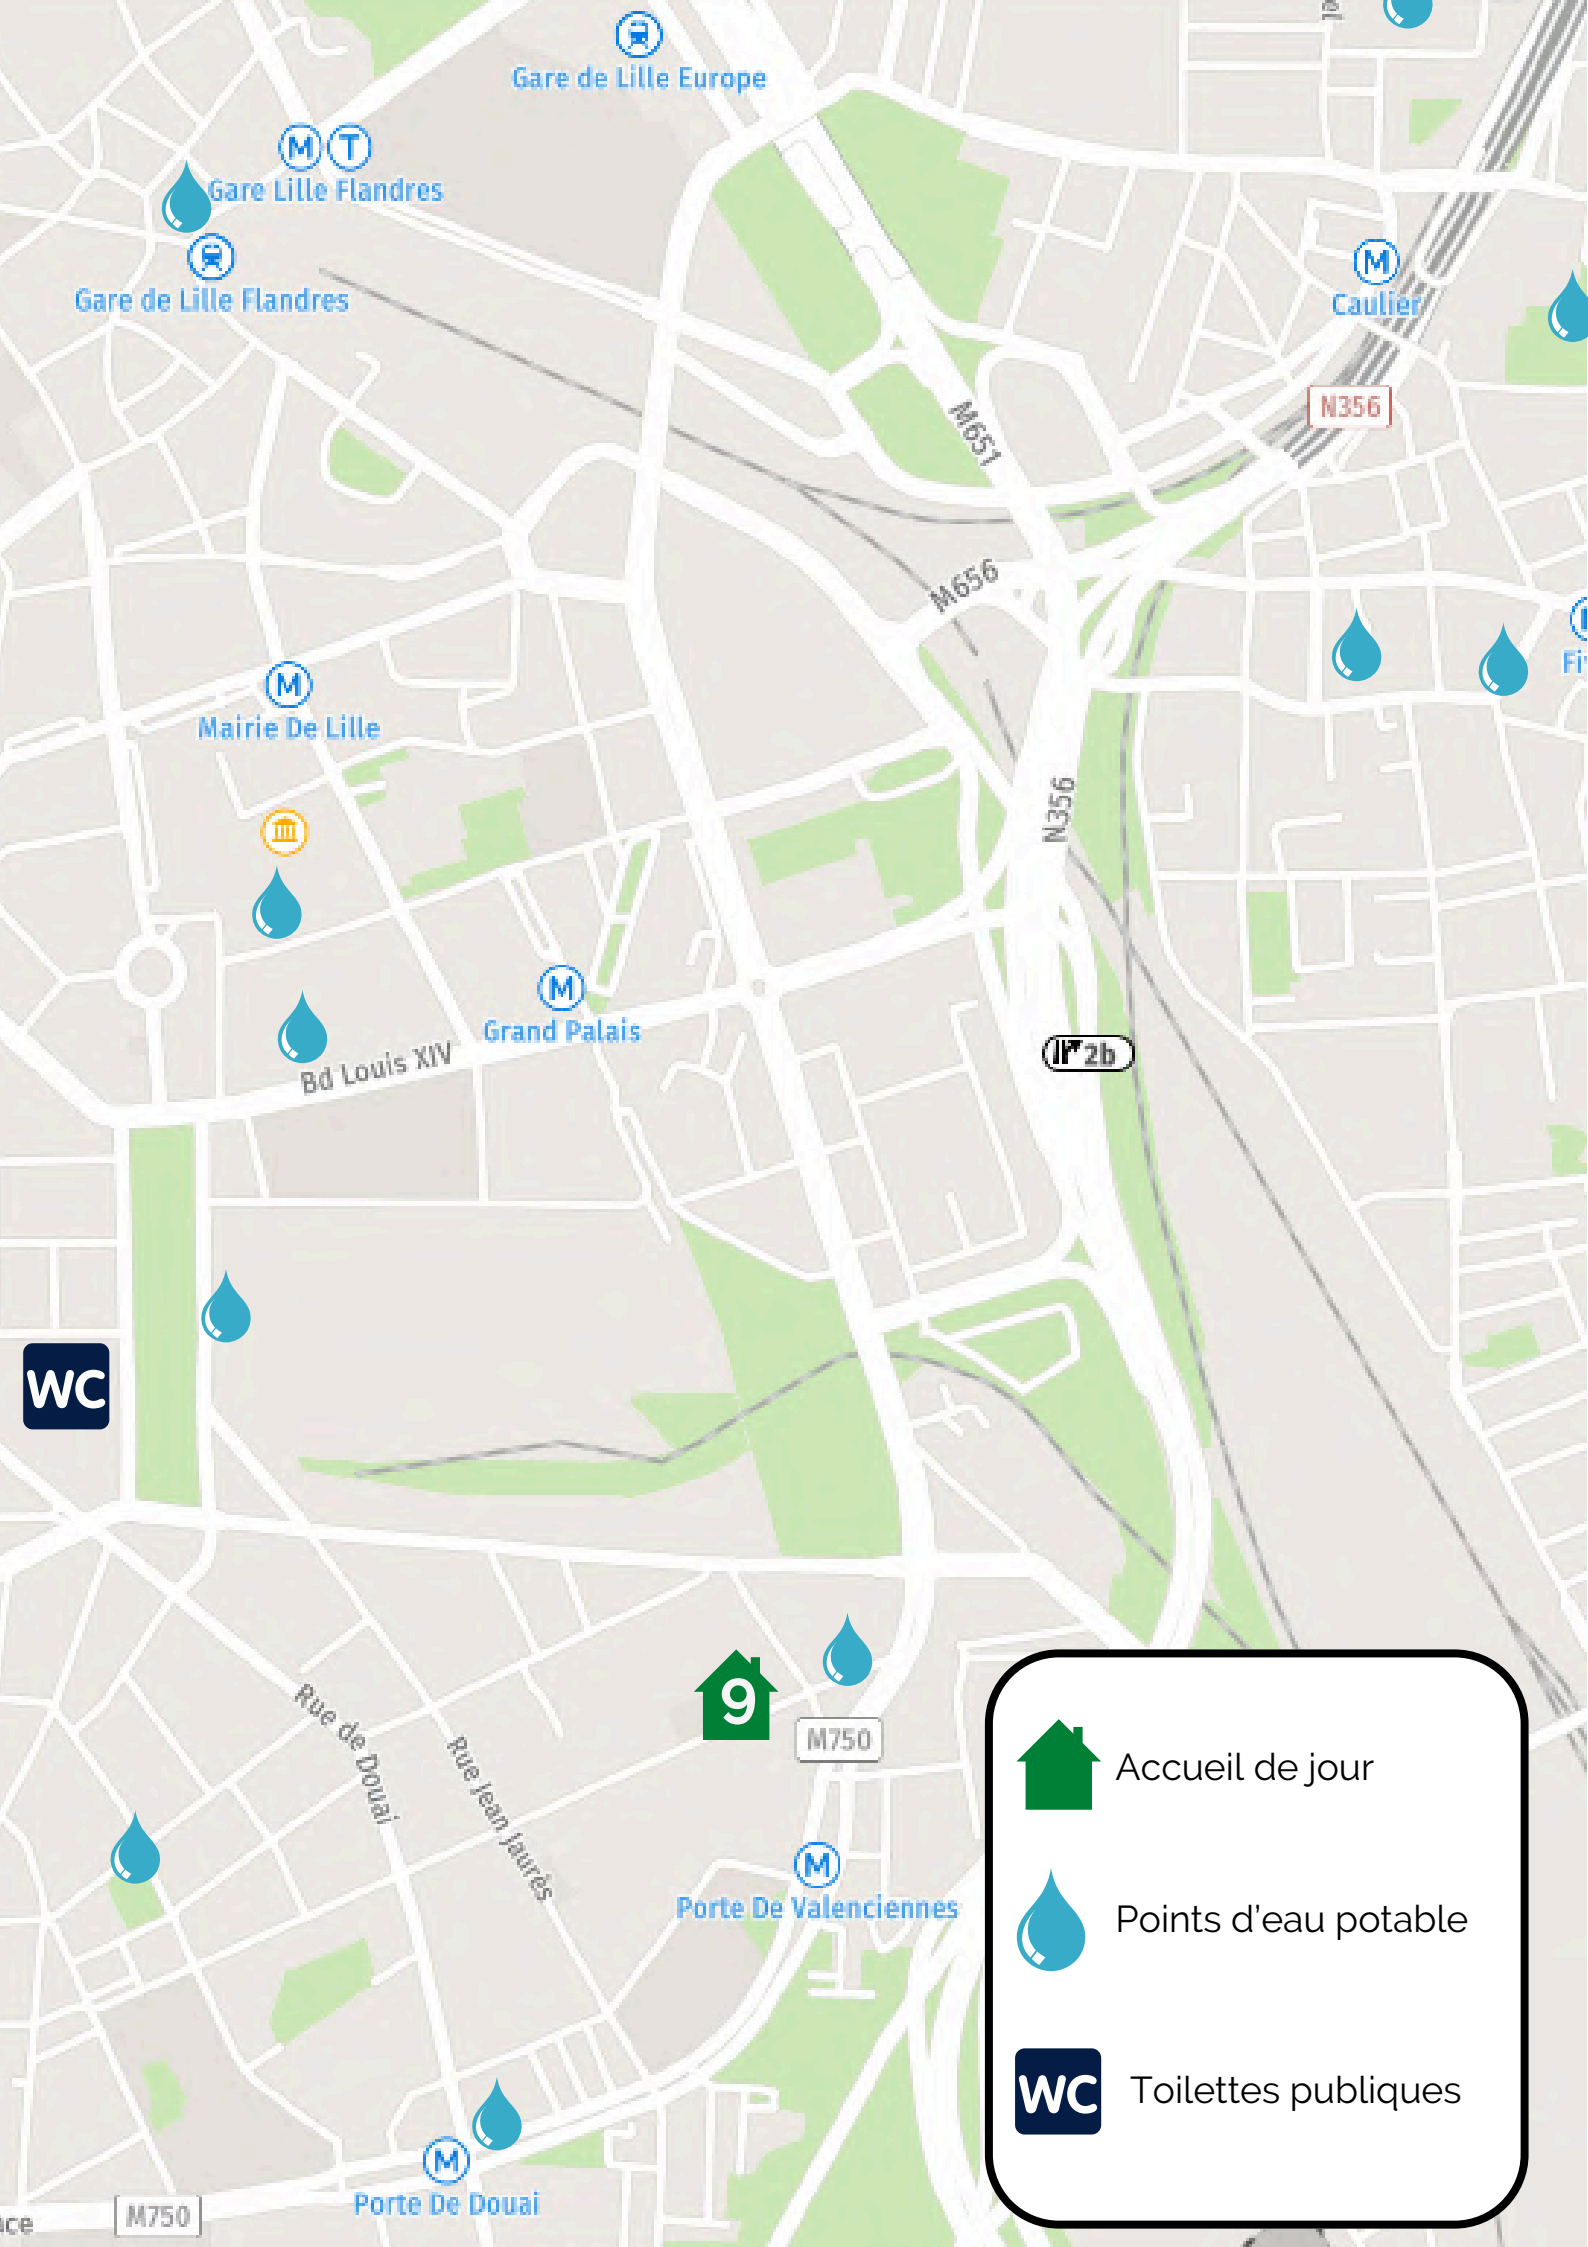 Gare de Lille Europe
M T
Gare Lille Flandres
Gare de Lille Flandres
M
Caulier
N356
M651
M656
M
Mairie De Lille
N356
M
Grand Palais
Bd Louis XIV
2b
WC
9
M750
Rue de Douai
Rue Jean Jaurès
M
Porte De Valenciennes
M
Porte De Douai
M750
Accueil de jour
Points d'eau potable
WC Toilettes publiques